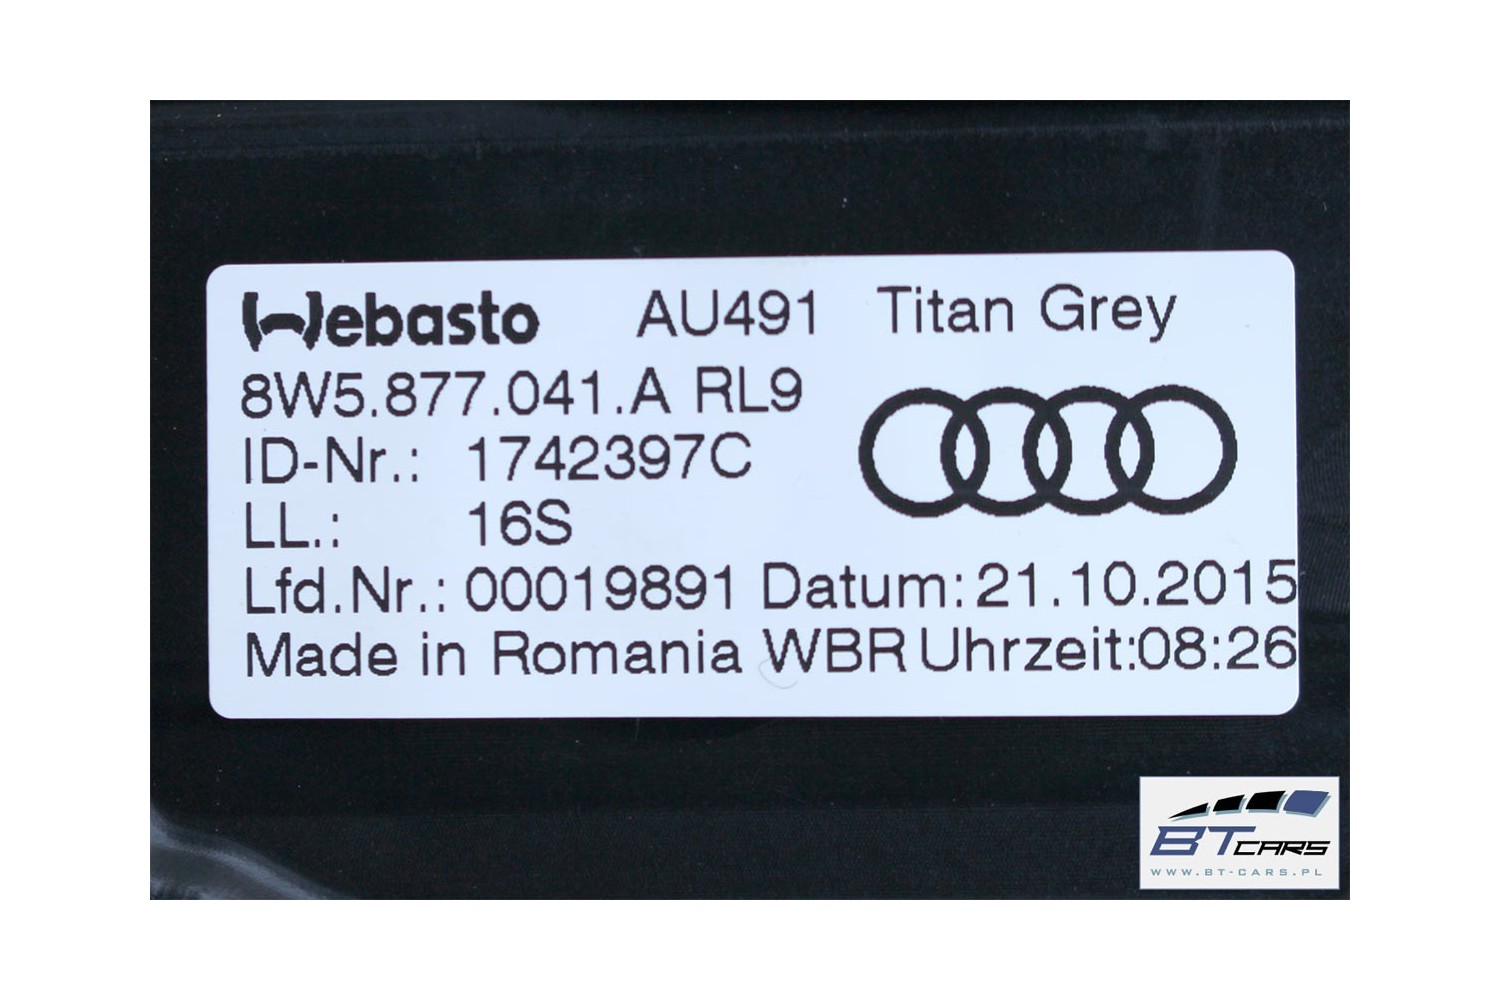 Webasto AU491 Titan Grey
8W5.877.041.A RL9
ID-Nr.: 1742397C
LL.: 16S
Lfd.Nr.: 00019891 Datum: 21.10.2015
Made in Romania WBR Uhrzeit:08:26
BT CARS
WWW.BT-CARS.PL